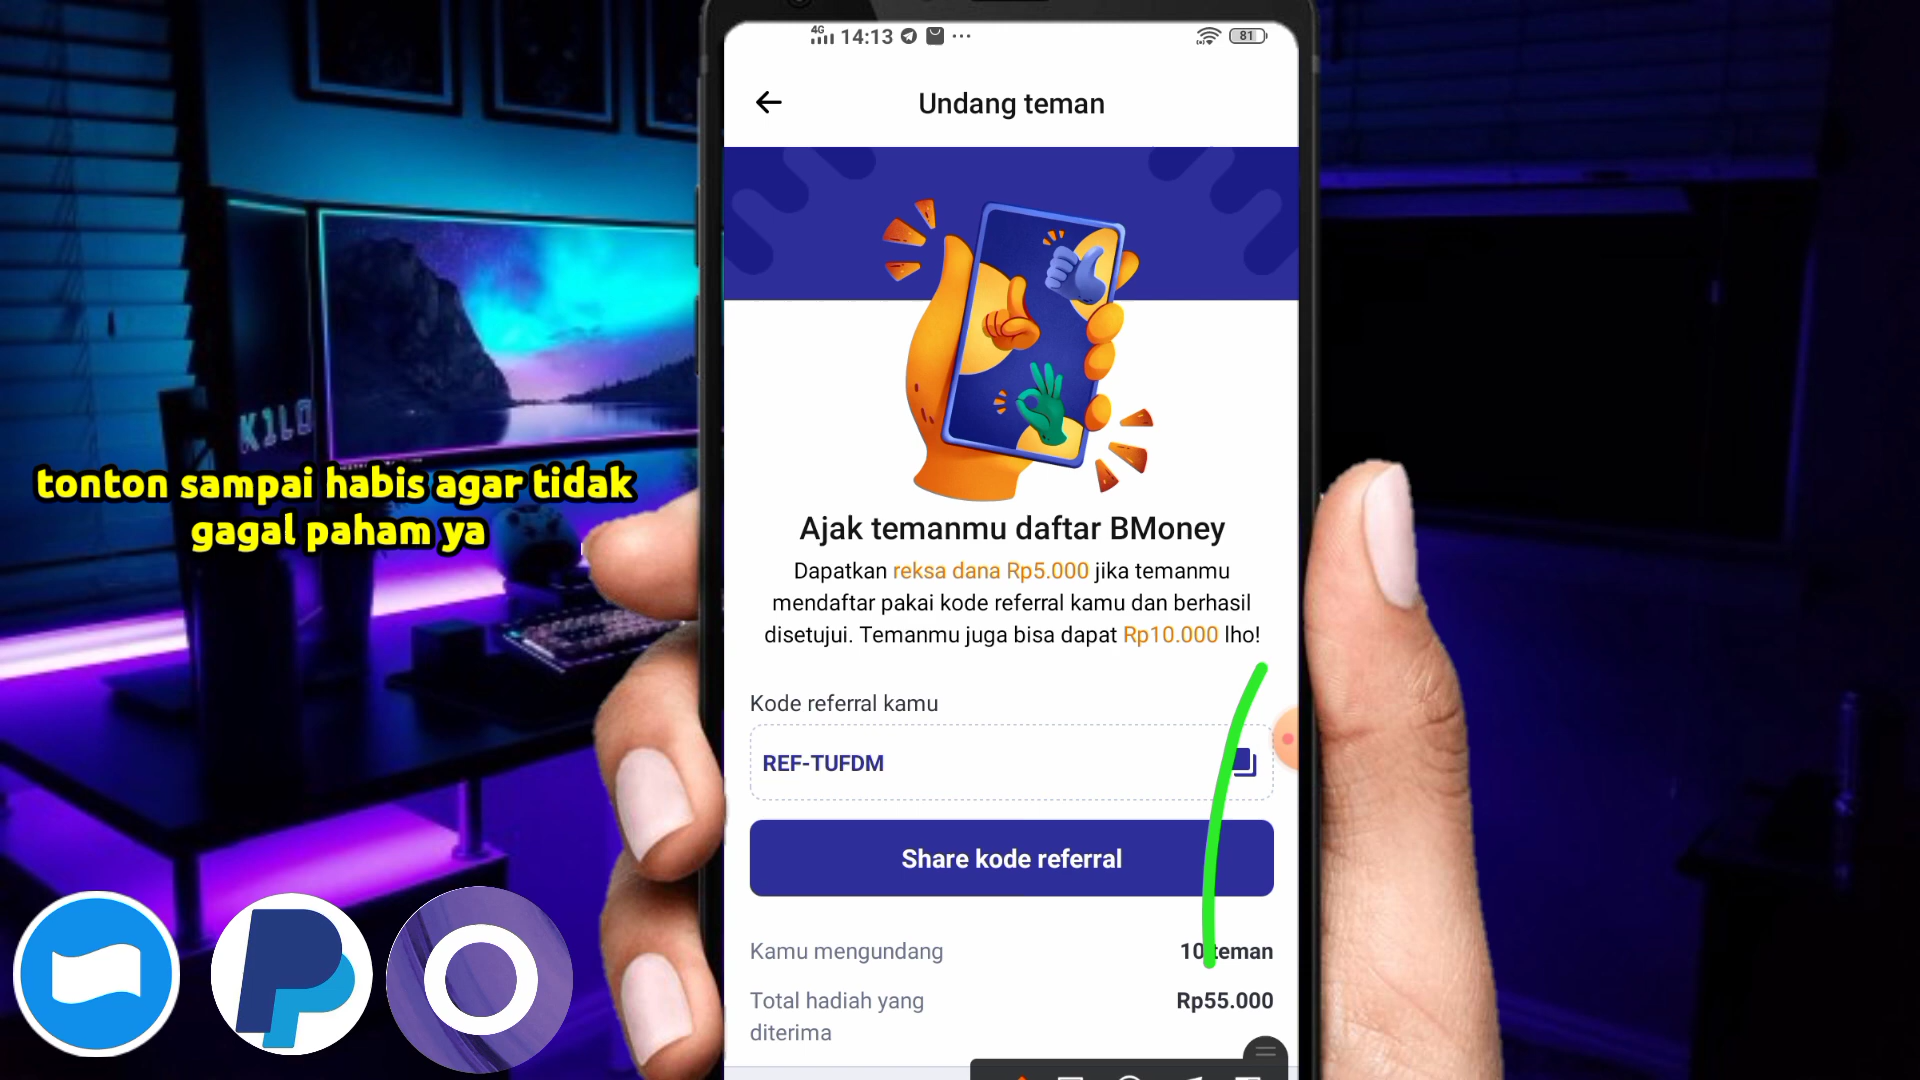 4G 14:13 ... 81
Undang teman
K1LO
tonton sampai habis agar tidak
gagal paham ya
Ajak temanmu daftar BMoney
Dapatkan reksa dana Rp5.000 jika temanmu
mendaftar pakai kode referral kamu dan berhasil
disetujui. Temanmu juga bisa dapat Rp10.000 lho!
Kode referral kamu
REF-TUFDM
Share kode referral
Kamu mengundang 10 teman
Total hadiah yang Rp55.000
diterima